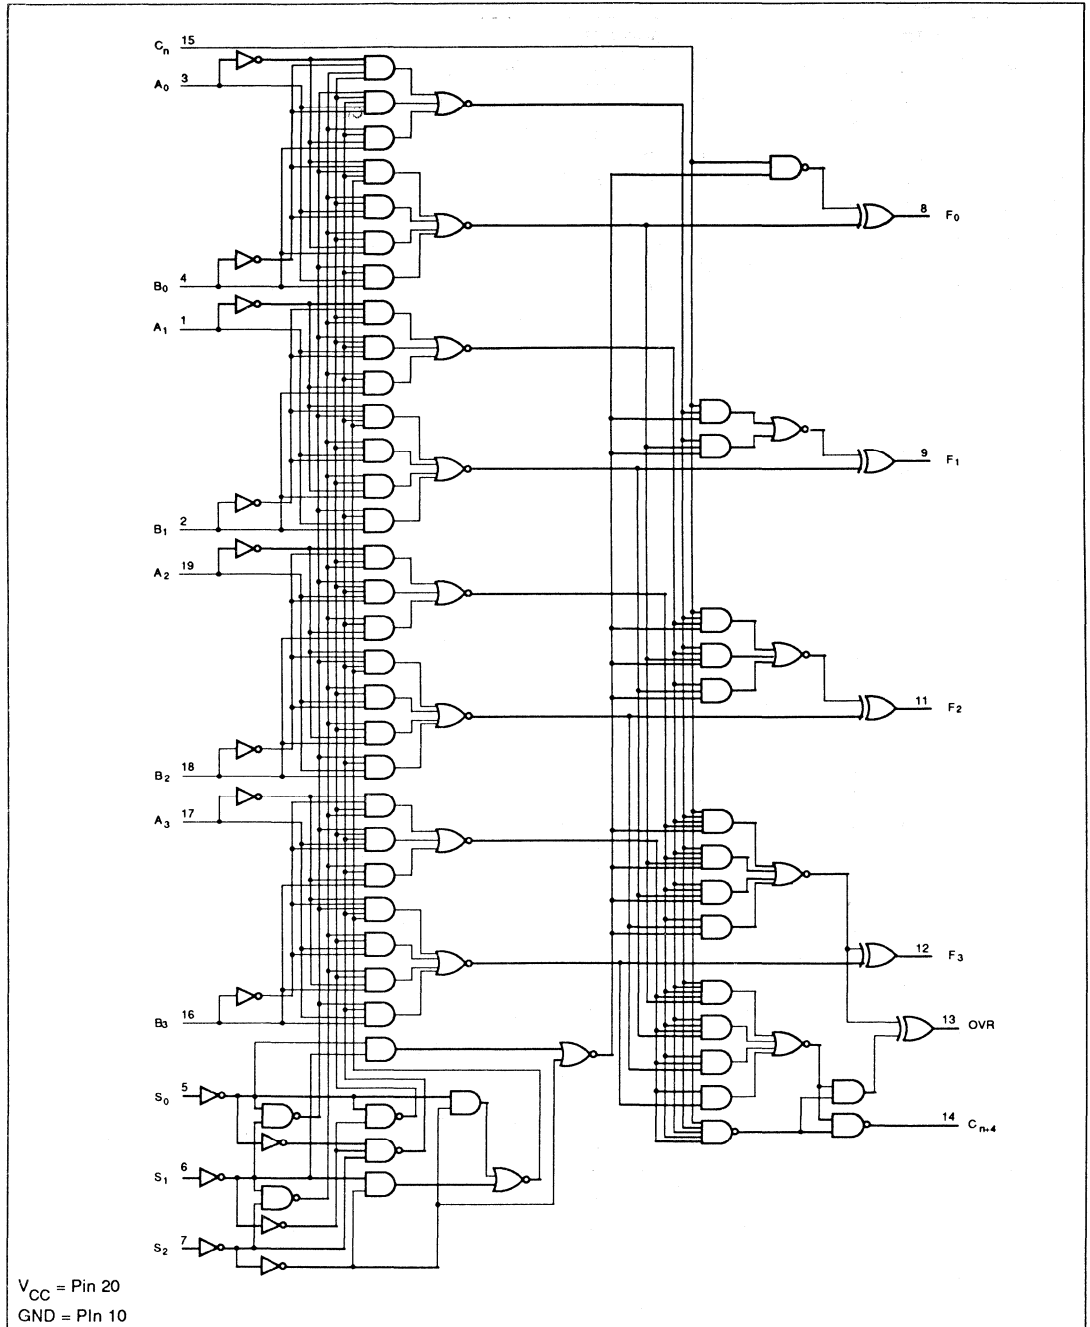 Cn 15
A0 3
8 F0
B0 4
A1 1
9 F1
B1 2
A2 19
11 F2
B2 18
A3 17
12 F3
B3 16
13 OVR
S0 5
14 Cn+4
S1 6
S2 7
VCC = Pin 20
GND = PIn 10